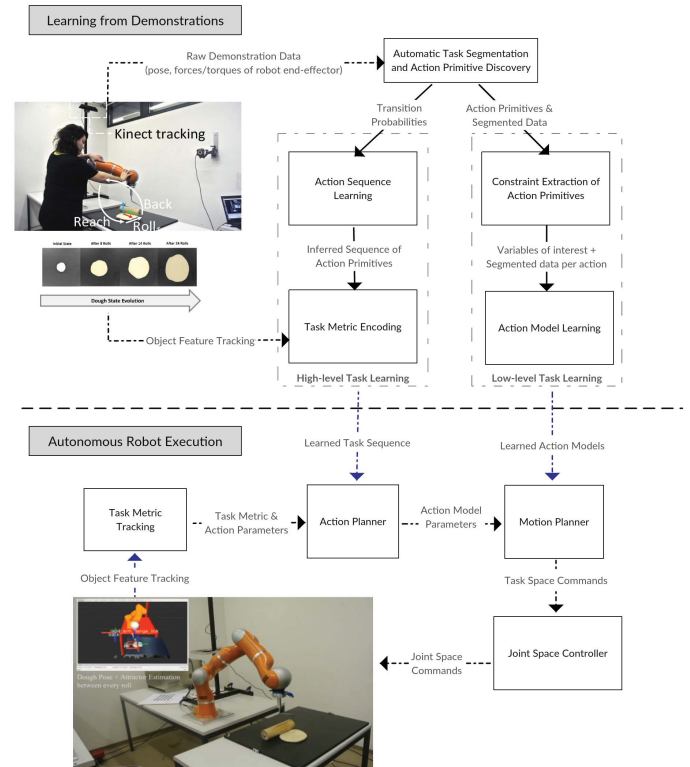 Learning from Demonstrations
Raw Demonstration Data
(pose, forces/torques of robot end-effector)
Automatic Task Segmentation
and Action Primitive Discovery
Transition
Probabilities
Action Primitives &
Segmented Data
Kinect tracking
Back
Reach
Roll
Action Sequence
Learning
Constraint Extraction of
Action Primitives
Initial State
After 8 Rolls
After 16 Rolls
After 24 Rolls
Dough State Evolution
Inferred Sequence of
Action Primitives
Variables of interest +
Segmented data per action
Object Feature Tracking
Task Metric Encoding
Action Model Learning
High-level Task Learning
Low-level Task Learning
Autonomous Robot Execution
Learned Task Sequence
Learned Action Models
Task Metric
Tracking
Task Metric &
Action Parameters
Action Planner
Action Model
Parameters
Motion Planner
Object Feature Tracking
Task Space Commands
Dough Pose + Attractor Estimation
between every roll
Joint Space
Commands
Joint Space Controller